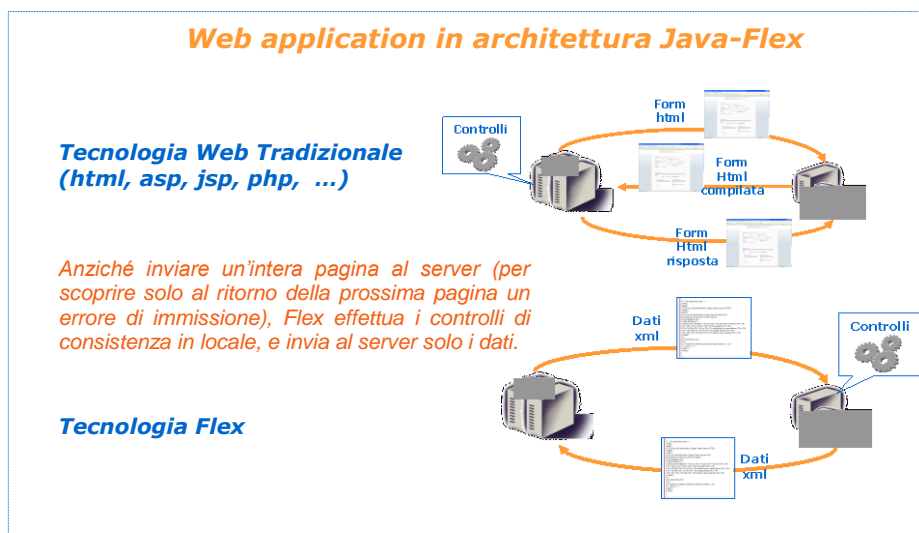 Web application in architettura Java-Flex
Controlli
Form
html
Tecnologia Web Tradizionale
(html, asp, jsp, php, ...)
Form
Html
compilata
Form
Html
risposta
Anziché inviare un’intera pagina al server (per
scoprire solo al ritorno della prossima pagina un
errore di immissione), Flex effettua i controlli di
consistenza in locale, e invia al server solo i dati.
Dati
xml
Controlli
Tecnologia Flex
Dati
xml